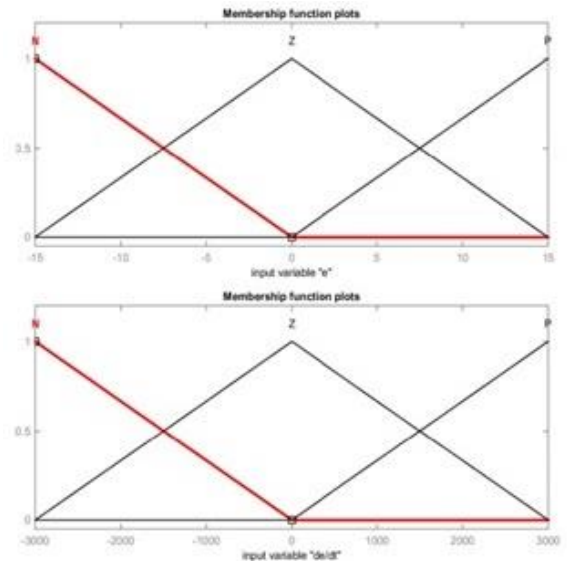 Membership function plots
N Z P
1
0.5
0
-15 -10 -5 0 5 10 15
input variable "e"
Membership function plots
N Z P
1
0.5
0
-3000 -2000 -1000 0 1000 2000 3000
input variable "de/dt"